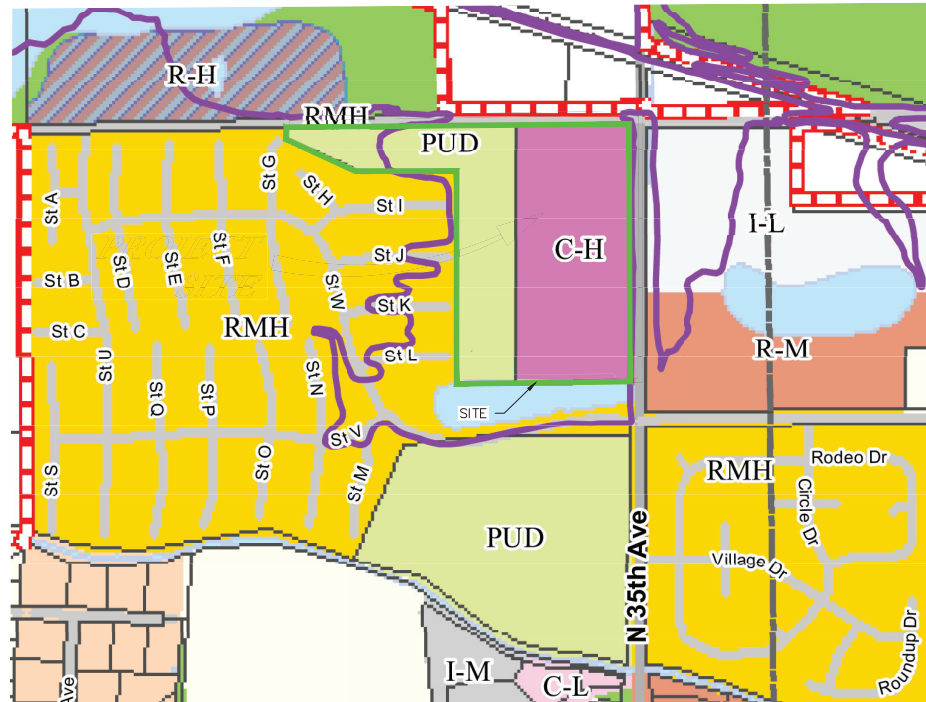 R-H
RMH
PUD
St G
St H
St A
St I
C-H
I-L
St F
St J
PROJECT
SITE
St E
St D
St B
St W
St K
RMH
St C
R-M
St U
St L
St N
St Q
St P
SITE
St V
St O
St M
St S
RMH
Rodeo Dr
Circle Dr
PUD
N 35th Ave
Village Dr
Roundup Dr
I-M
C-L
Ave